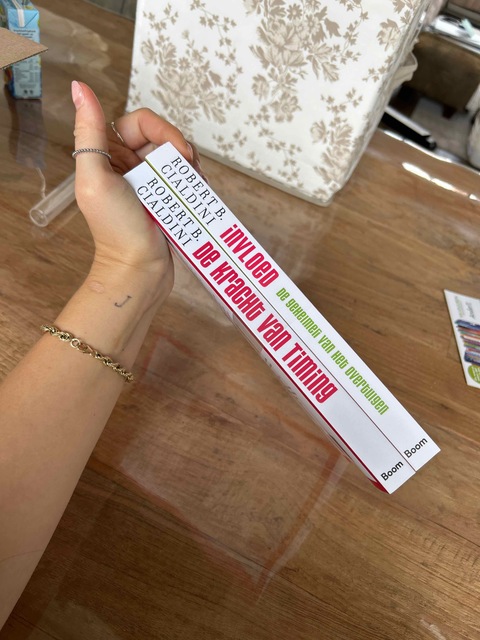 ROBERT B.
CIALDINI
iNVLOED
De geheimen van het overtuigen
Boom
ROBERT B.
CIALDINI
De kracht van Timing
Boom
J